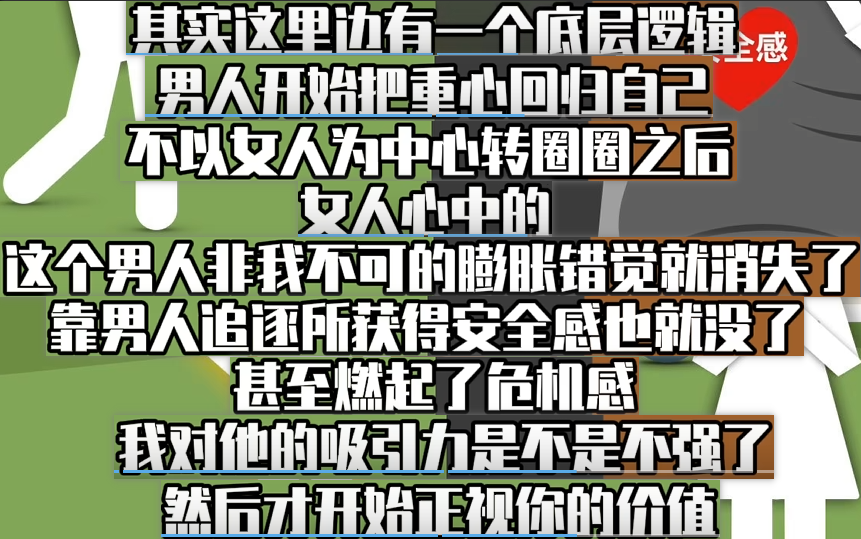 其实这里边有一个底层逻辑
全感
男人开始把重心回归自己
不以女人为中心转圈圈之后
女人心中的
这个男人非我不可的膨胀错觉就消失了
靠男人追逐所获得安全感也就没了
甚至燃起了危机感
我对他的吸引力是不是不强了
然后才开始正视你的价值